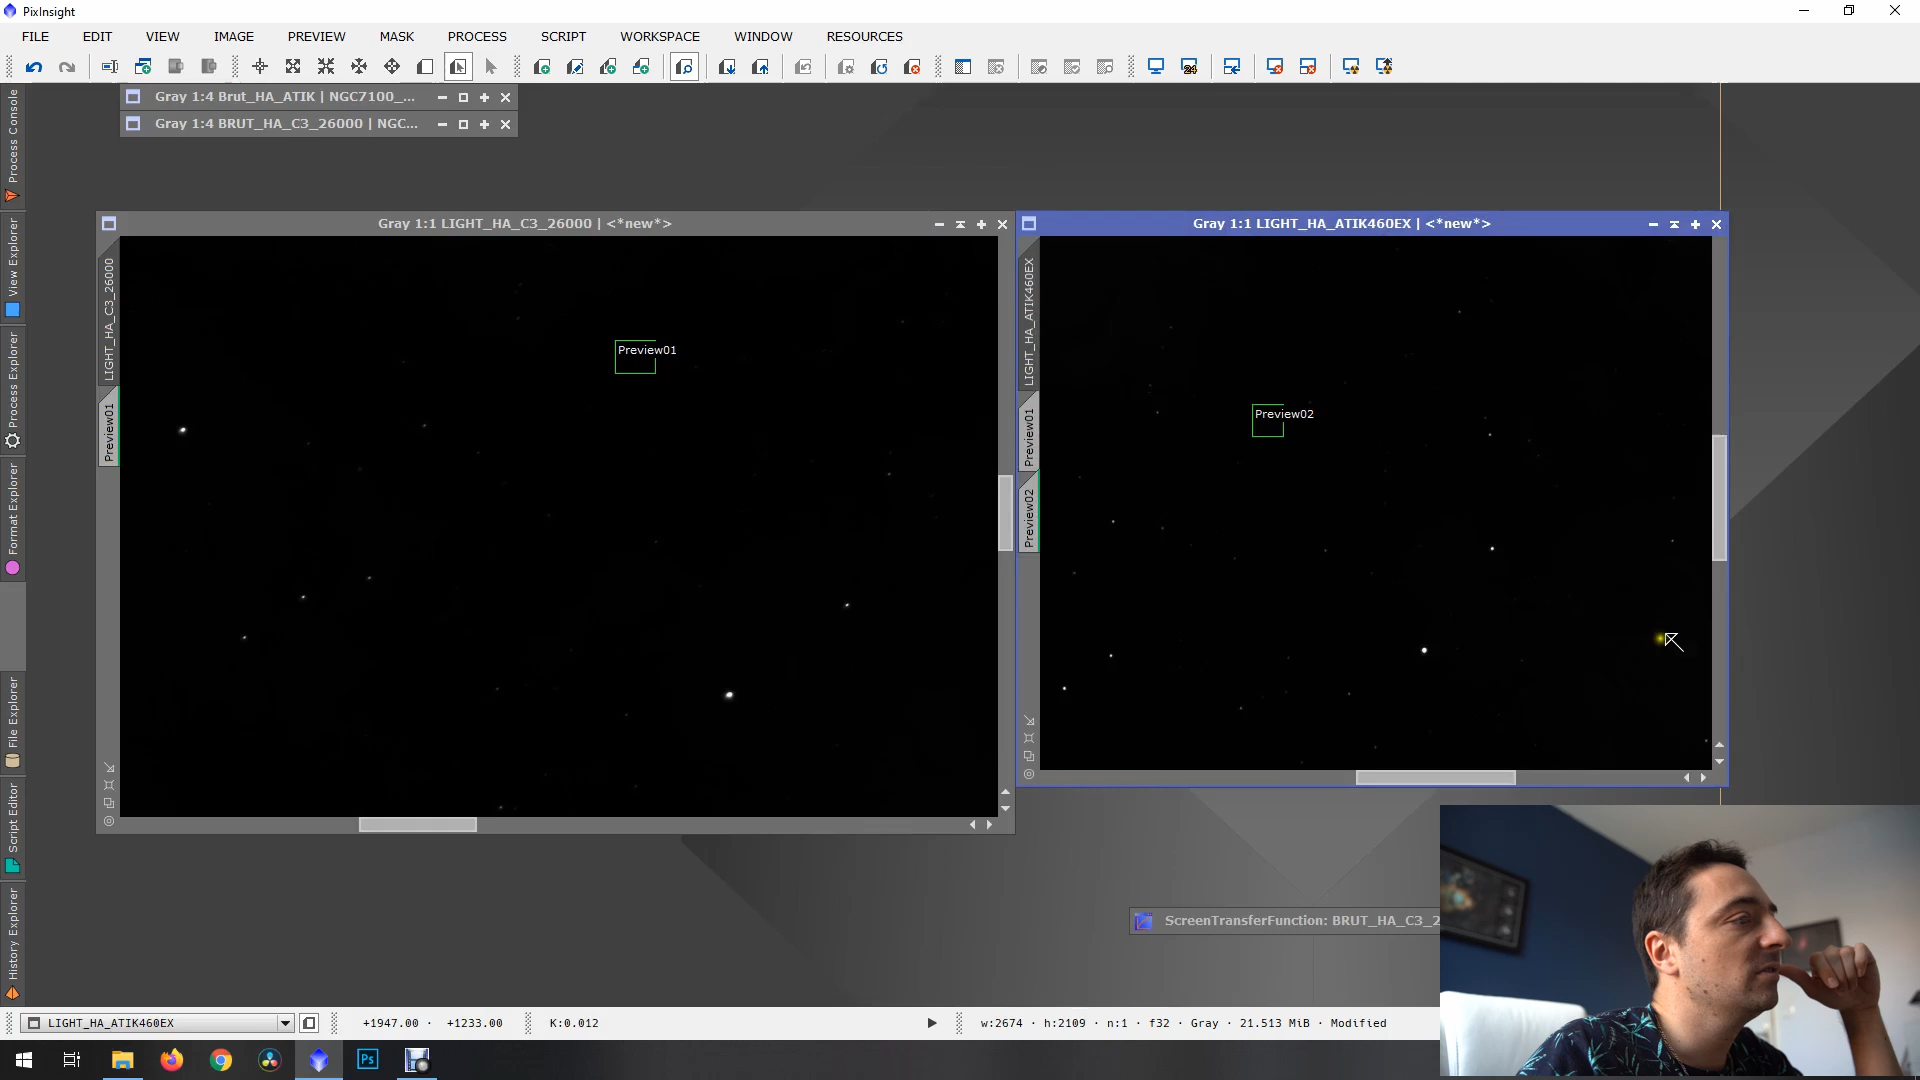 PixInsight
FILE EDIT VIEW IMAGE PREVIEW MASK PROCESS SCRIPT WORKSPACE WINDOW RESOURCES
24
Gray 1:4 Brut_HA_ATIK | NGC7100_...
Gray 1:4 BRUT_HA_C3_26000 | NGC...
Process Console
View Explorer
Process Explorer
Format Explorer
File Explorer
Script Editor
History Explorer
Gray 1:1 LIGHT_HA_C3_26000 | <*new*>
LIGHT_HA_C3_26000
Preview01
Preview01
Gray 1:1 LIGHT_HA_ATIK460EX | <*new*>
LIGHT_HA_ATIK460EX
Preview01
Preview02
Preview02
ScreenTransferFunction: BRUT_HA_C3_2
LIGHT_HA_ATIK460EX
+1947.00 · +1233.00
K:0.012
w:2674 · h:2109 · n:1 · f32 · Gray · 21.513 MiB · Modified
Ps